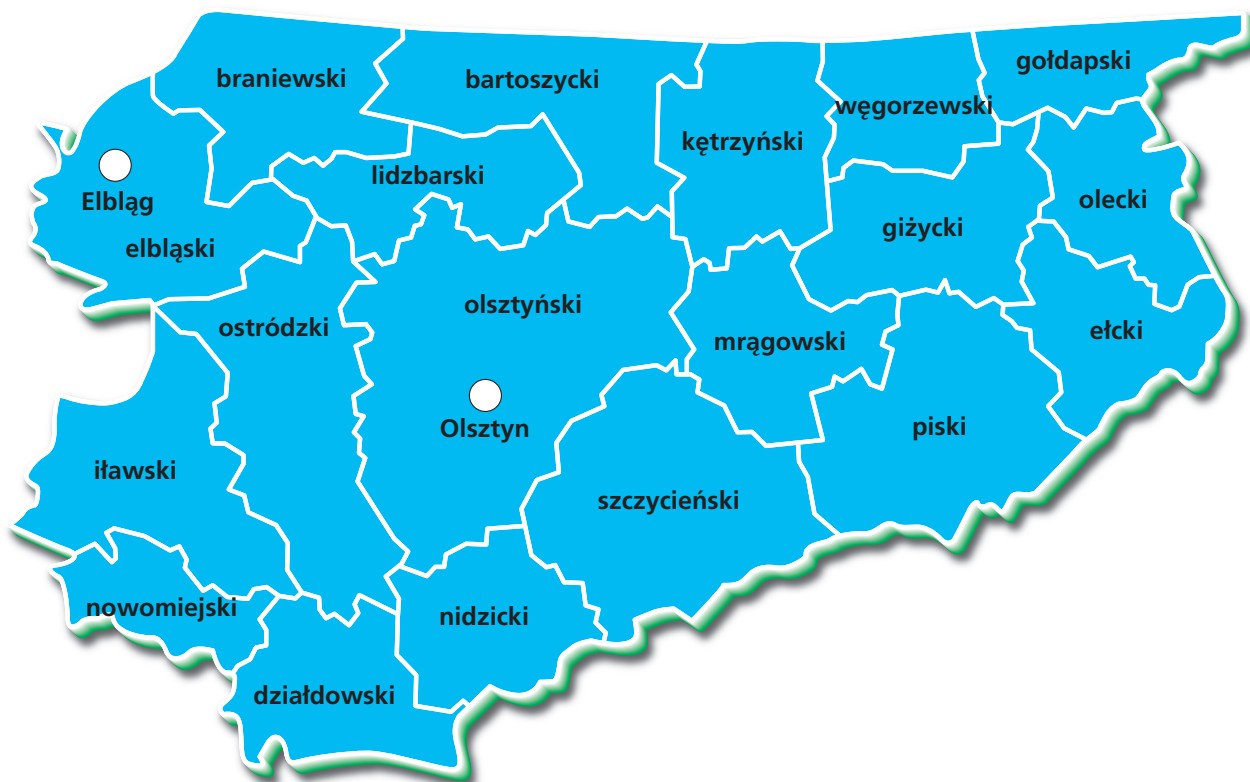 gołdapski
braniewski
bartoszycki
węgorzewski
kętrzyński
lidzbarski
Elbląg
olecki
giżycki
elbląski
olsztyński
ostródzki
mrągowski
ełcki
Olsztyn
piski
iławski
szczycieński
nowomiejski
nidzicki
działdowski